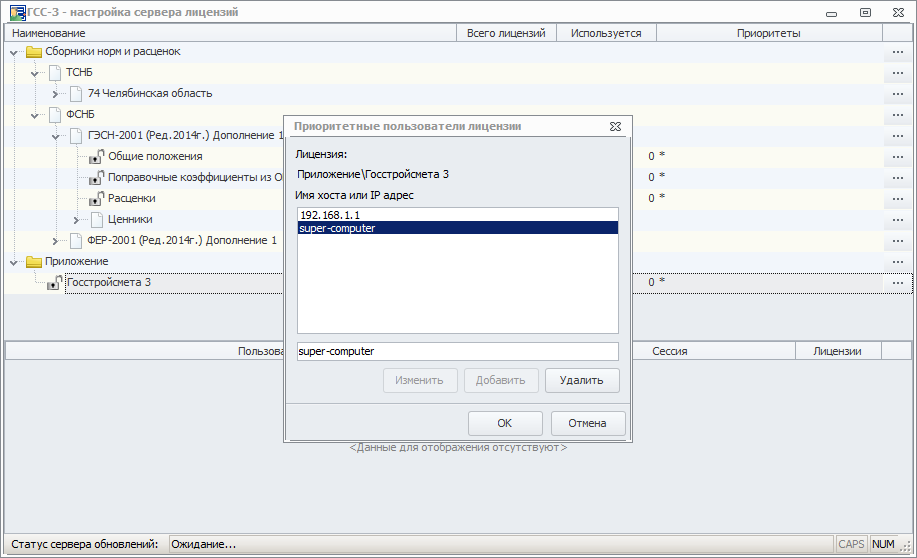 ГСС-3 - настройка сервера лицензий
Наименование Всего лицензий Используется Приоритеты
Сборники норм и расценок ...
ТСНБ ...
74 Челябинская область ...
ФСНБ ...
ГЭСН-2001 (Ред.2014г.) Дополнение 1 ...
Общие положения 0 * ...
Поправочные коэффициенты из О 0 * ...
Расценки 0 * ...
Ценники ...
ФЕР-2001 (Ред.2014г.) Дополнение 1 ...
Приложение ...
Госстройсмета 3 0 * ...
Приоритетные пользователи лицензии
Лицензия:
Приложение\Госстройсмета 3
Имя хоста или IP адрес
192.168.1.1
super-computer
super-computer
Изменить Добавить Удалить
ОК Отмена
Пользова Сессия Лицензии
<Данные для отображения отсутствуют>
Статус сервера обновлений: Ожидание... CAPS NUM